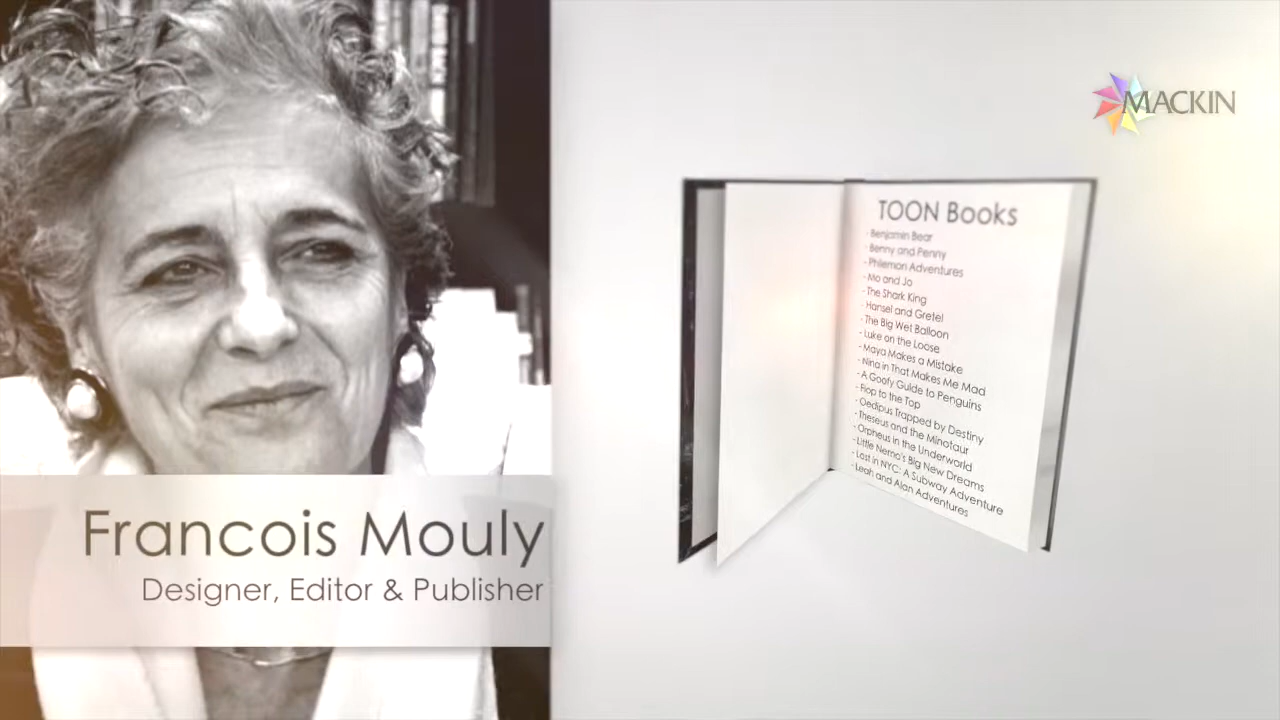 MACKIN
TOON Books
- Benjamin Bear
- Benny and Penny
- Philemon Adventures
- Mo and Jo
- The Shark King
- Hansel and Gretel
- The Big Wet Balloon
- Luke on the Loose
- Maya Makes a Mistake
- Nina in That Makes Me Mad
- A Goofy Guide to Penguins
- Flop to the Top
- Oedipus Trapped by Destiny
- Theseus and the Minotaur
- Orpheus in the Underworld
- Little Nemo's Big New Dreams
- Lost in NYC: A Subway Adventure
- Leah and Alan Adventures
Francois Mouly
Designer, Editor & Publisher